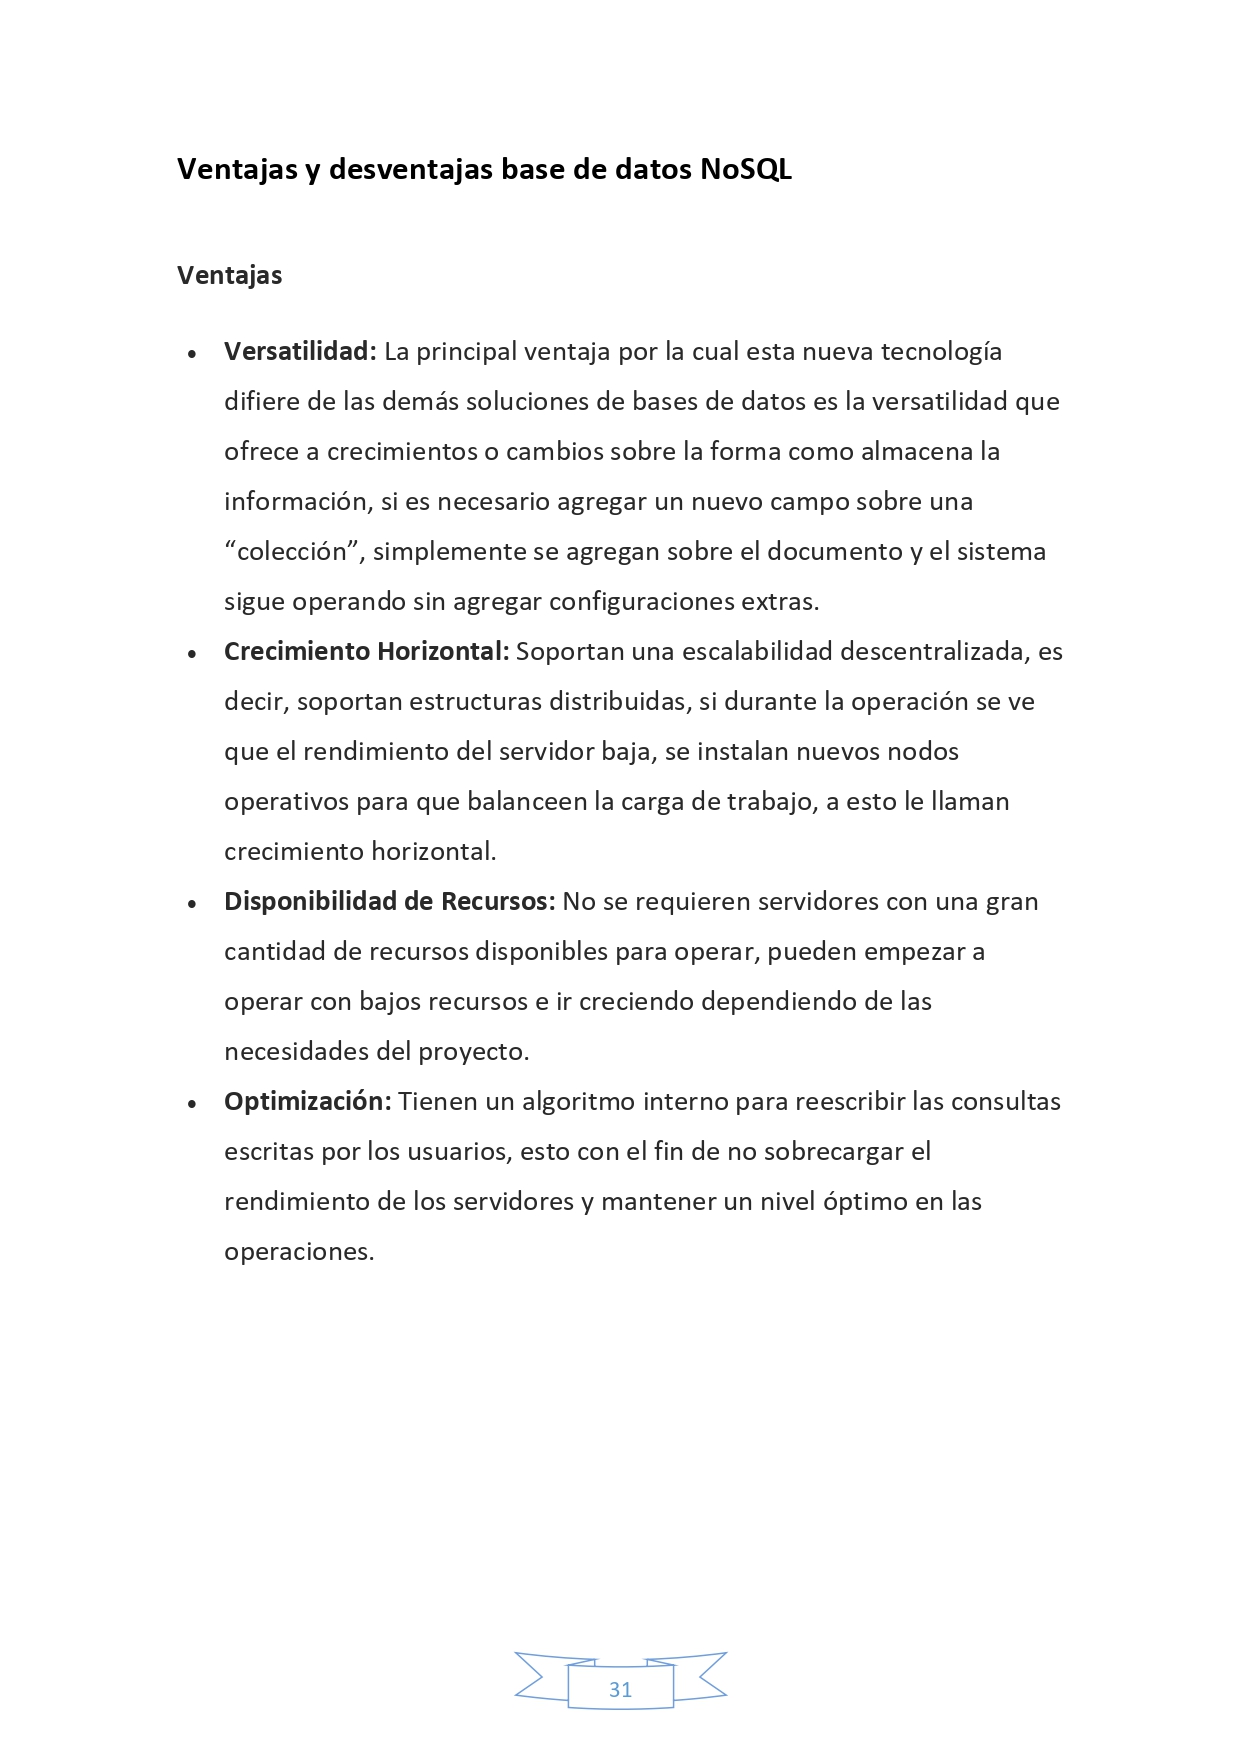 Ventajas y desventajas base de datos NoSQL
Ventajas
• Versatilidad: La principal ventaja por la cual esta nueva tecnología
difiere de las demás soluciones de bases de datos es la versatilidad que
ofrece a crecimientos o cambios sobre la forma como almacena la
información, si es necesario agregar un nuevo campo sobre una
“colección”, simplemente se agregan sobre el documento y el sistema
sigue operando sin agregar configuraciones extras.
• Crecimiento Horizontal: Soportan una escalabilidad descentralizada, es
decir, soportan estructuras distribuidas, si durante la operación se ve
que el rendimiento del servidor baja, se instalan nuevos nodos
operativos para que balanceen la carga de trabajo, a esto le llaman
crecimiento horizontal.
• Disponibilidad de Recursos: No se requieren servidores con una gran
cantidad de recursos disponibles para operar, pueden empezar a
operar con bajos recursos e ir creciendo dependiendo de las
necesidades del proyecto.
• Optimización: Tienen un algoritmo interno para reescribir las consultas
escritas por los usuarios, esto con el fin de no sobrecargar el
rendimiento de los servidores y mantener un nivel óptimo en las
operaciones.
31